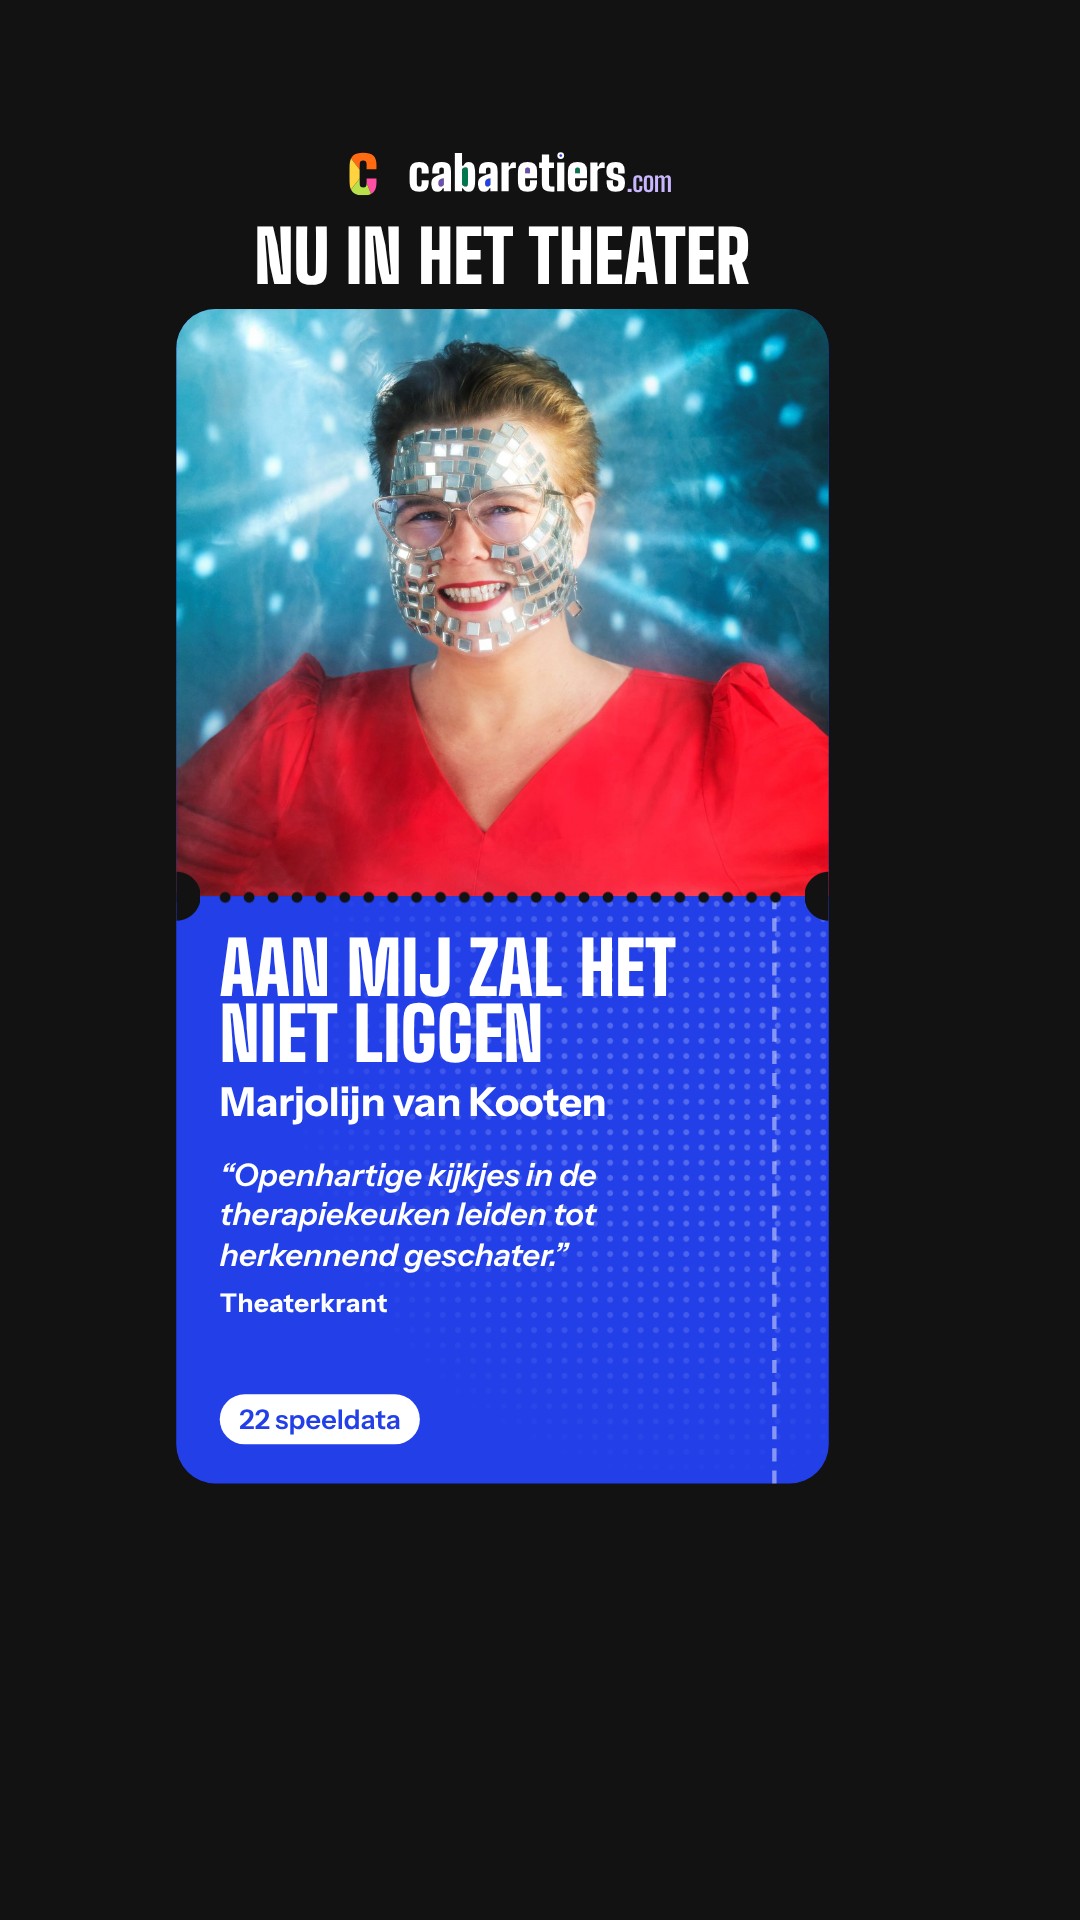 cabaretiers.com
NU IN HET THEATER
AAN MIJ ZAL HET
NIET LIGGEN
Marjolijn van Kooten
“Openhartige kijkjes in de
therapiekeuken leiden tot
herkennend geschater.”
Theaterkrant
22 speeldata